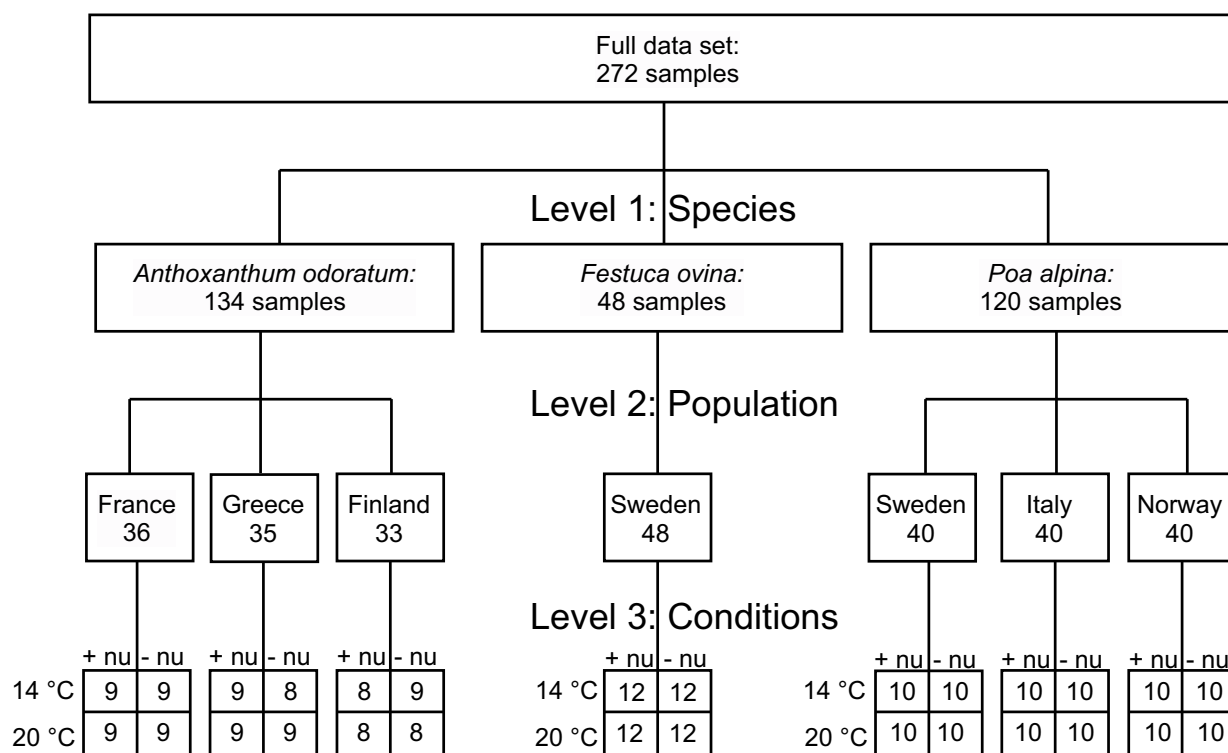 Full data set:
272 samples
Level 1: Species
Anthoxanthum odoratum:
134 samples
Festuca ovina:
48 samples
Poa alpina:
120 samples
Level 2: Population
France
36
Greece
35
Finland
33
Sweden
48
Sweden
40
Italy
40
Norway
40
Level 3: Conditions
+ nu - nu + nu - nu + nu - nu + nu - nu + nu - nu + nu - nu + nu - nu
14 °C 9 9 9 8 8 9 14 °C 12 12 14 °C 10 10 10 10 10 10
20 °C 9 9 9 9 8 8 20 °C 12 12 20 °C 10 10 10 10 10 10